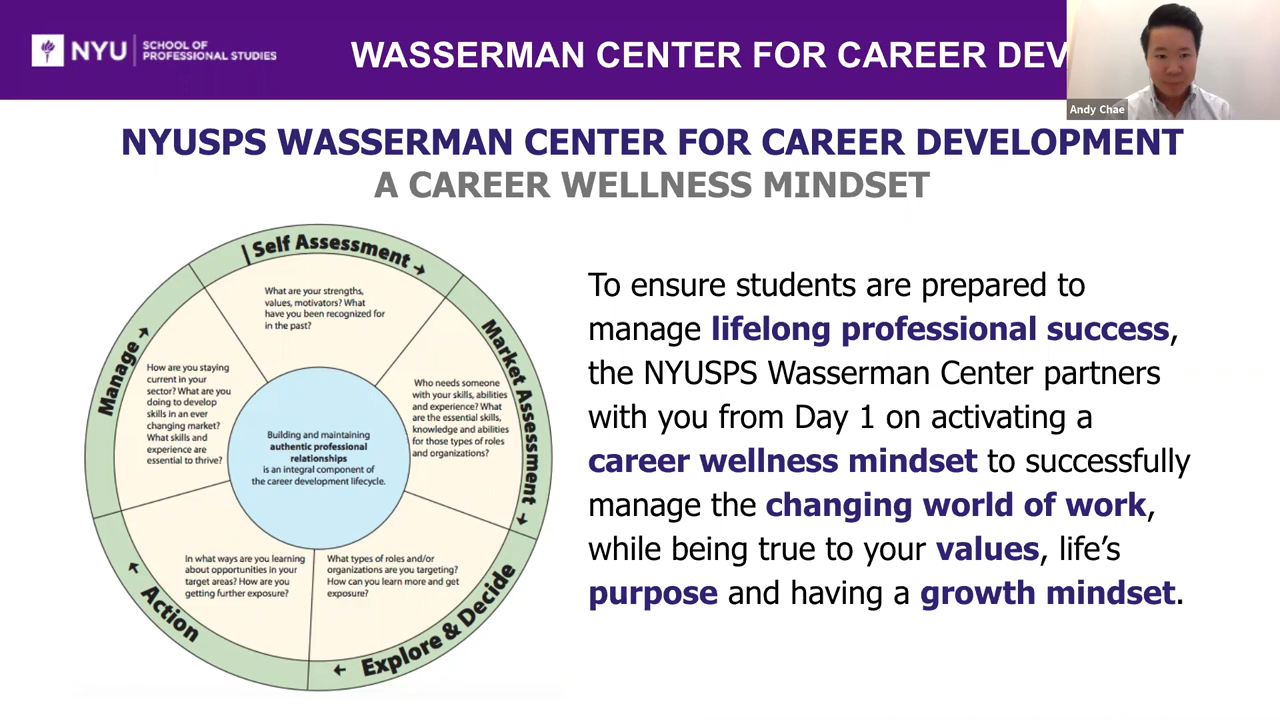 NYU
SCHOOL OF
PROFESSIONAL STUDIES
WASSERMAN CENTER FOR CAREER DEV
Andy Chae
NYUSPS WASSERMAN CENTER FOR CAREER DEVELOPMENT
A CAREER WELLNESS MINDSET
Self Assessment
What are your strengths,
values, motivators? What
have you been recognized for
in the past?
Market Assessment
Who needs someone
with your skills, abilities
and experience? What
are the essential skills,
knowledge and abilities
for those types of roles
and organizations?
Explore & Decide
What types of roles and/or
organizations are you targeting?
How can you learn more and get
exposure?
Action
In what ways are you learning
about opportunities in your
target areas? How are you
getting further exposure?
Manage
How are you staying
current in your
sector? What are you
doing to develop
skills in an ever
changing market?
What skills and
experience are
essential to thrive?
Building and maintaining
authentic professional
relationships
is an integral component of
the career development lifecycle.
To ensure students are prepared to
manage lifelong professional success,
the NYUSPS Wasserman Center partners
with you from Day 1 on activating a
career wellness mindset to successfully
manage the changing world of work,
while being true to your values, life's
purpose and having a growth mindset.